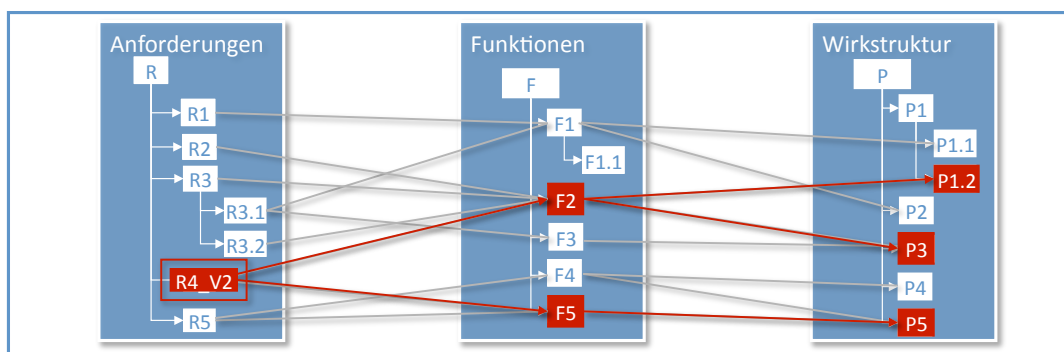 Anforderungen
R
R1
R2
R3
R3.1
R3.2
R4_V2
R5
Funktionen
F
F1
F1.1
F2
F3
F4
F5
Wirkstruktur
P
P1
P1.1
P1.2
P2
P3
P4
P5